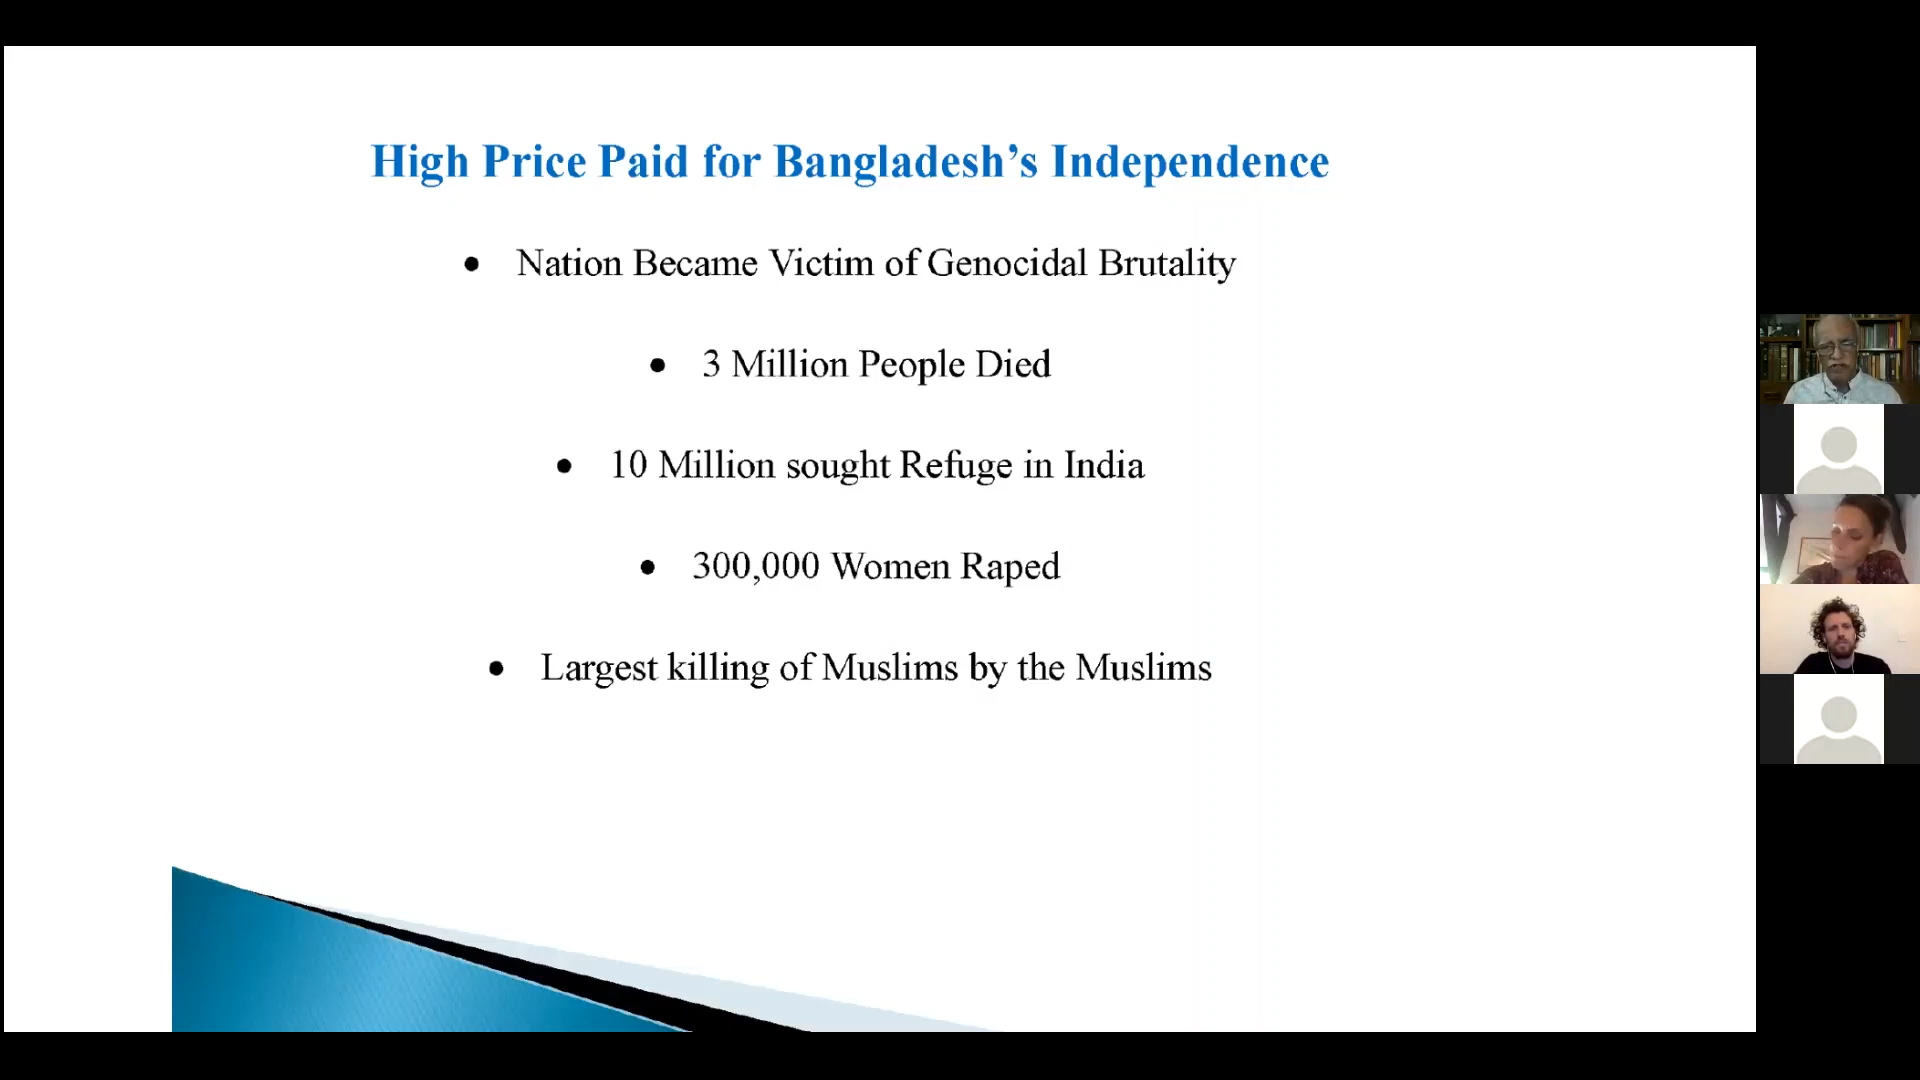 High Price Paid for Bangladesh’s Independence
• Nation Became Victim of Genocidal Brutality
• 3 Million People Died
• 10 Million sought Refuge in India
• 300,000 Women Raped
• Largest killing of Muslims by the Muslims